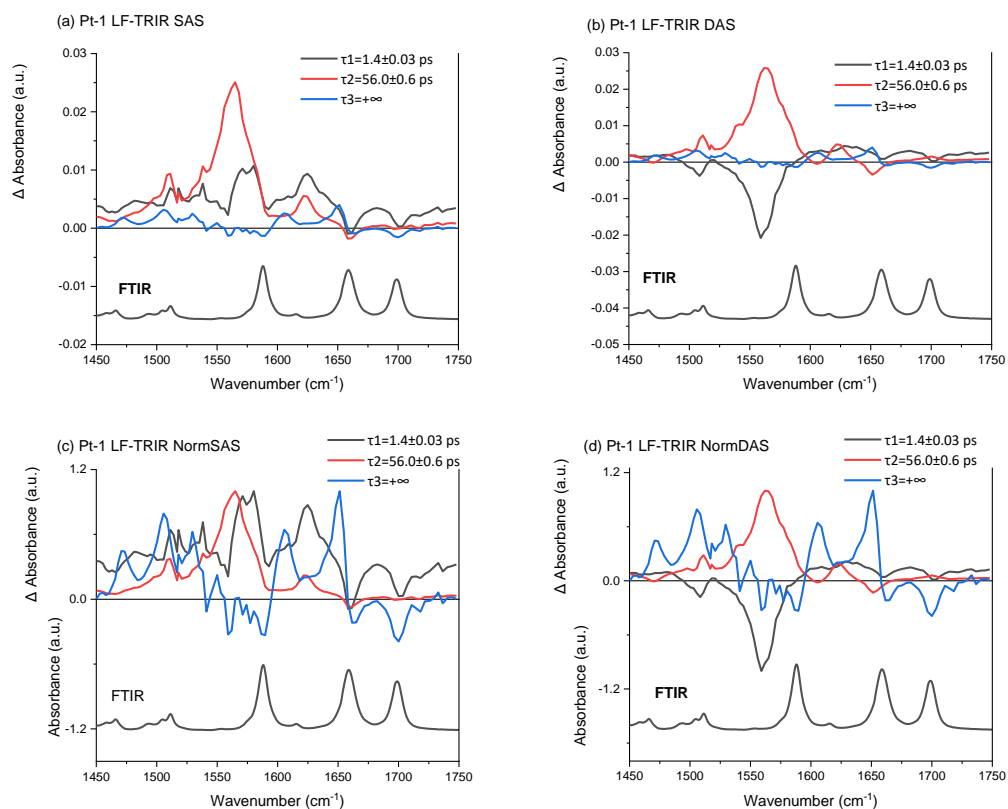 (a) Pt-1 LF-TRIR SAS
τ1=1.4±0.03 ps
τ2=56.0±0.6 ps
τ3=+∞
Δ Absorbance (a.u.)
0.03
0.02
0.01
0.00
-0.01
-0.02
FTIR
1450 1500 1550 1600 1650 1700 1750
Wavenumber (cm⁻¹)
(b) Pt-1 LF-TRIR DAS
τ1=1.4±0.03 ps
τ2=56.0±0.6 ps
τ3=+∞
Δ Absorbance (a.u.)
0.03
0.02
0.01
0.00
-0.01
-0.02
-0.03
-0.04
-0.05
FTIR
1450 1500 1550 1600 1650 1700 1750
Wavenumber (cm⁻¹)
(c) Pt-1 LF-TRIR NormSAS
τ1=1.4±0.03 ps
τ2=56.0±0.6 ps
τ3=+∞
Δ Absorbance (a.u.)
Absorbance (a.u.)
1.2
0.0
-1.2
FTIR
1450 1500 1550 1600 1650 1700 1750
Wavenumber (cm⁻¹)
(d) Pt-1 LF-TRIR NormDAS
τ1=1.4±0.03 ps
τ2=56.0±0.6 ps
τ3=+∞
Δ Absorbance (a.u.)
Absorbance (a.u.)
1.2
0.0
-1.2
FTIR
1450 1500 1550 1600 1650 1700 1750
Wavenumber (cm⁻¹)